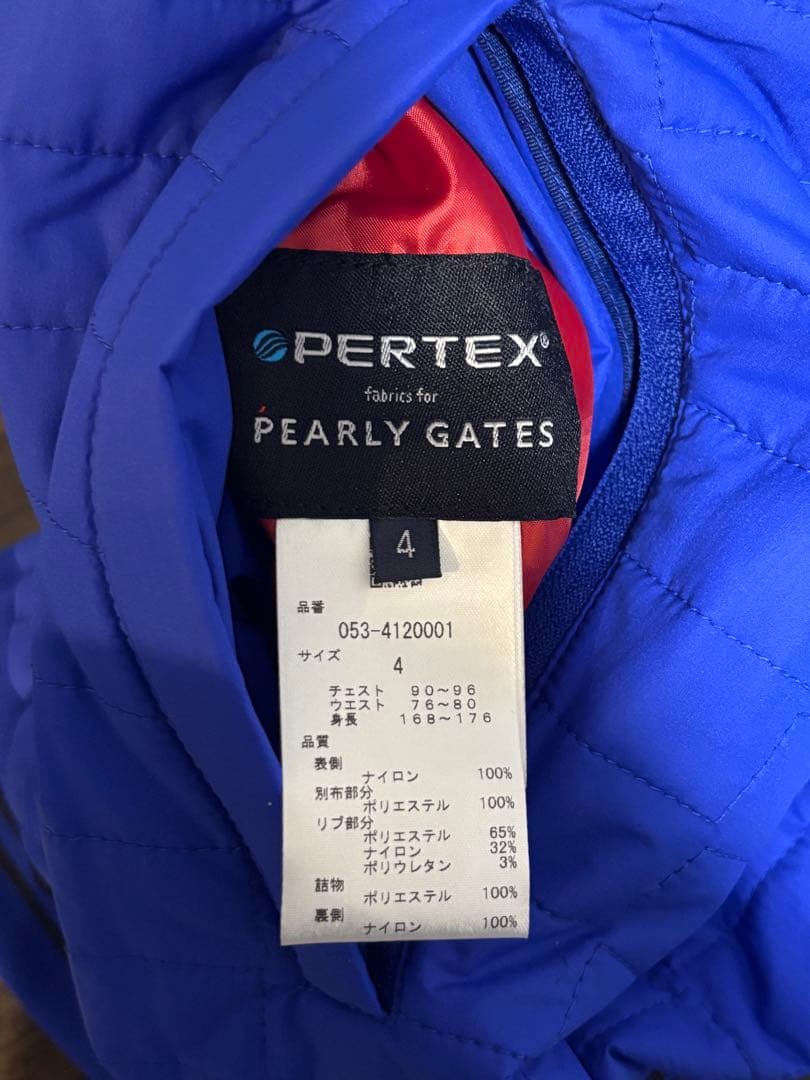 PERTEX®
fabrics for
PEARLY GATES
4
品番
053-4120001
サイズ
4
チェスト 90～96
ウエスト 76～80
身長 168～176
品質
表側
ナイロン 100%
別布部分
ポリエステル 100%
リブ部分
ポリエステル 65%
ナイロン 32%
ポリウレタン 3%
詰物
ポリエステル 100%
裏側
ナイロン 100%